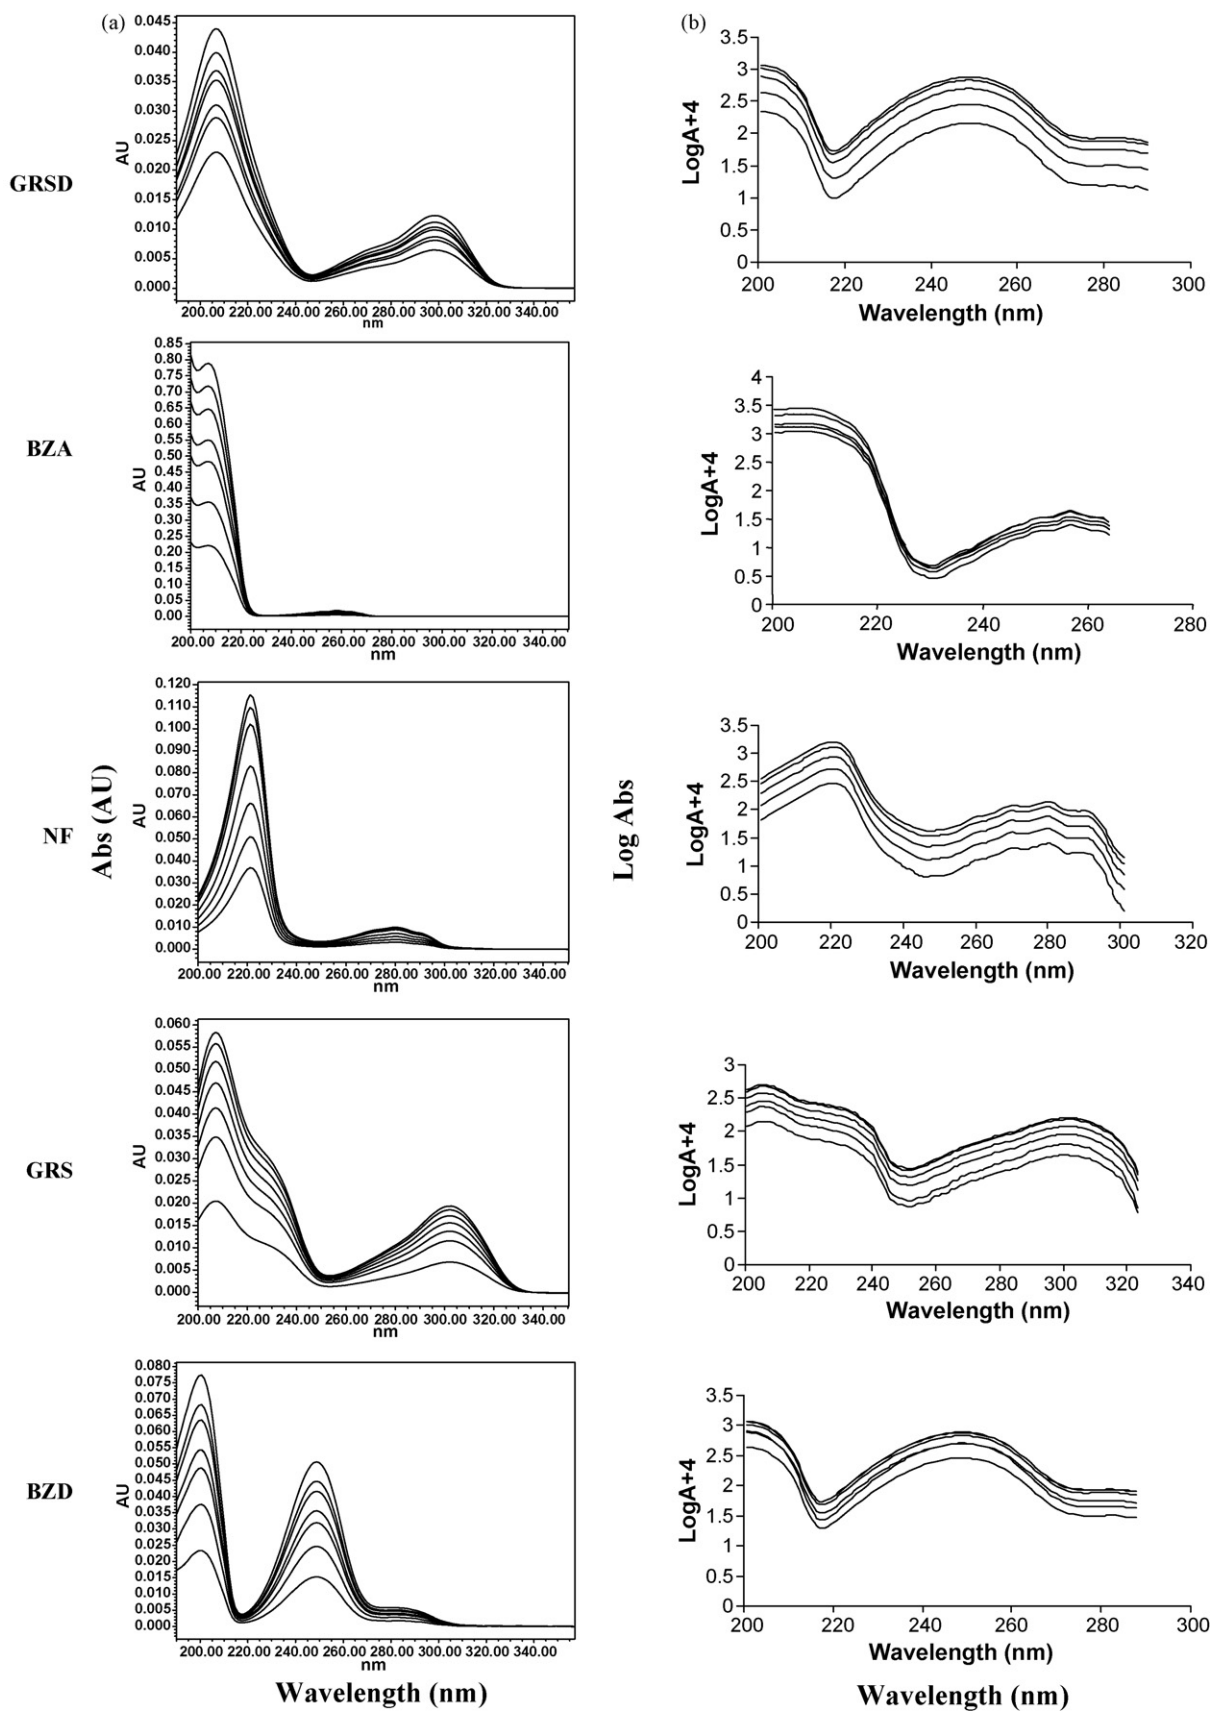 (a)
GRSD
AU
0.045
0.040
0.035
0.030
0.025
0.020
0.015
0.010
0.005
0.000
200.00 220.00 240.00 260.00 280.00 300.00 320.00 340.00
nm
(b)
LogA+4
3.5
3
2.5
2
1.5
1
0.5
0
200 220 240 260 280 300
Wavelength (nm)
BZA
AU
0.85
0.80
0.75
0.70
0.65
0.60
0.55
0.50
0.45
0.40
0.35
0.30
0.25
0.20
0.15
0.10
0.05
0.00
200.00 220.00 240.00 260.00 280.00 300.00 320.00 340.00
nm
LogA+4
4
3.5
3
2.5
2
1.5
1
0.5
0
200 220 240 260 280
Wavelength (nm)
NF
Abs (AU)
AU
0.120
0.110
0.100
0.090
0.080
0.070
0.060
0.050
0.040
0.030
0.020
0.010
0.000
200.00 220.00 240.00 260.00 280.00 300.00 320.00 340.00
nm
Log Abs
LogA+4
3.5
3
2.5
2
1.5
1
0.5
0
200 220 240 260 280 300 320
Wavelength (nm)
GRS
AU
0.060
0.055
0.050
0.045
0.040
0.035
0.030
0.025
0.020
0.015
0.010
0.005
0.000
200.00 220.00 240.00 260.00 280.00 300.00 320.00 340.00
nm
LogA+4
3
2.5
2
1.5
1
0.5
0
200 220 240 260 280 300 320 340
Wavelength (nm)
BZD
AU
0.080
0.075
0.070
0.065
0.060
0.055
0.050
0.045
0.040
0.035
0.030
0.025
0.020
0.015
0.010
0.005
0.000
200.00 220.00 240.00 260.00 280.00 300.00 320.00 340.00
nm
Wavelength (nm)
LogA+4
3.5
3
2.5
2
1.5
1
0.5
0
200 220 240 260 280 300
Wavelength (nm)
Wavelength (nm)